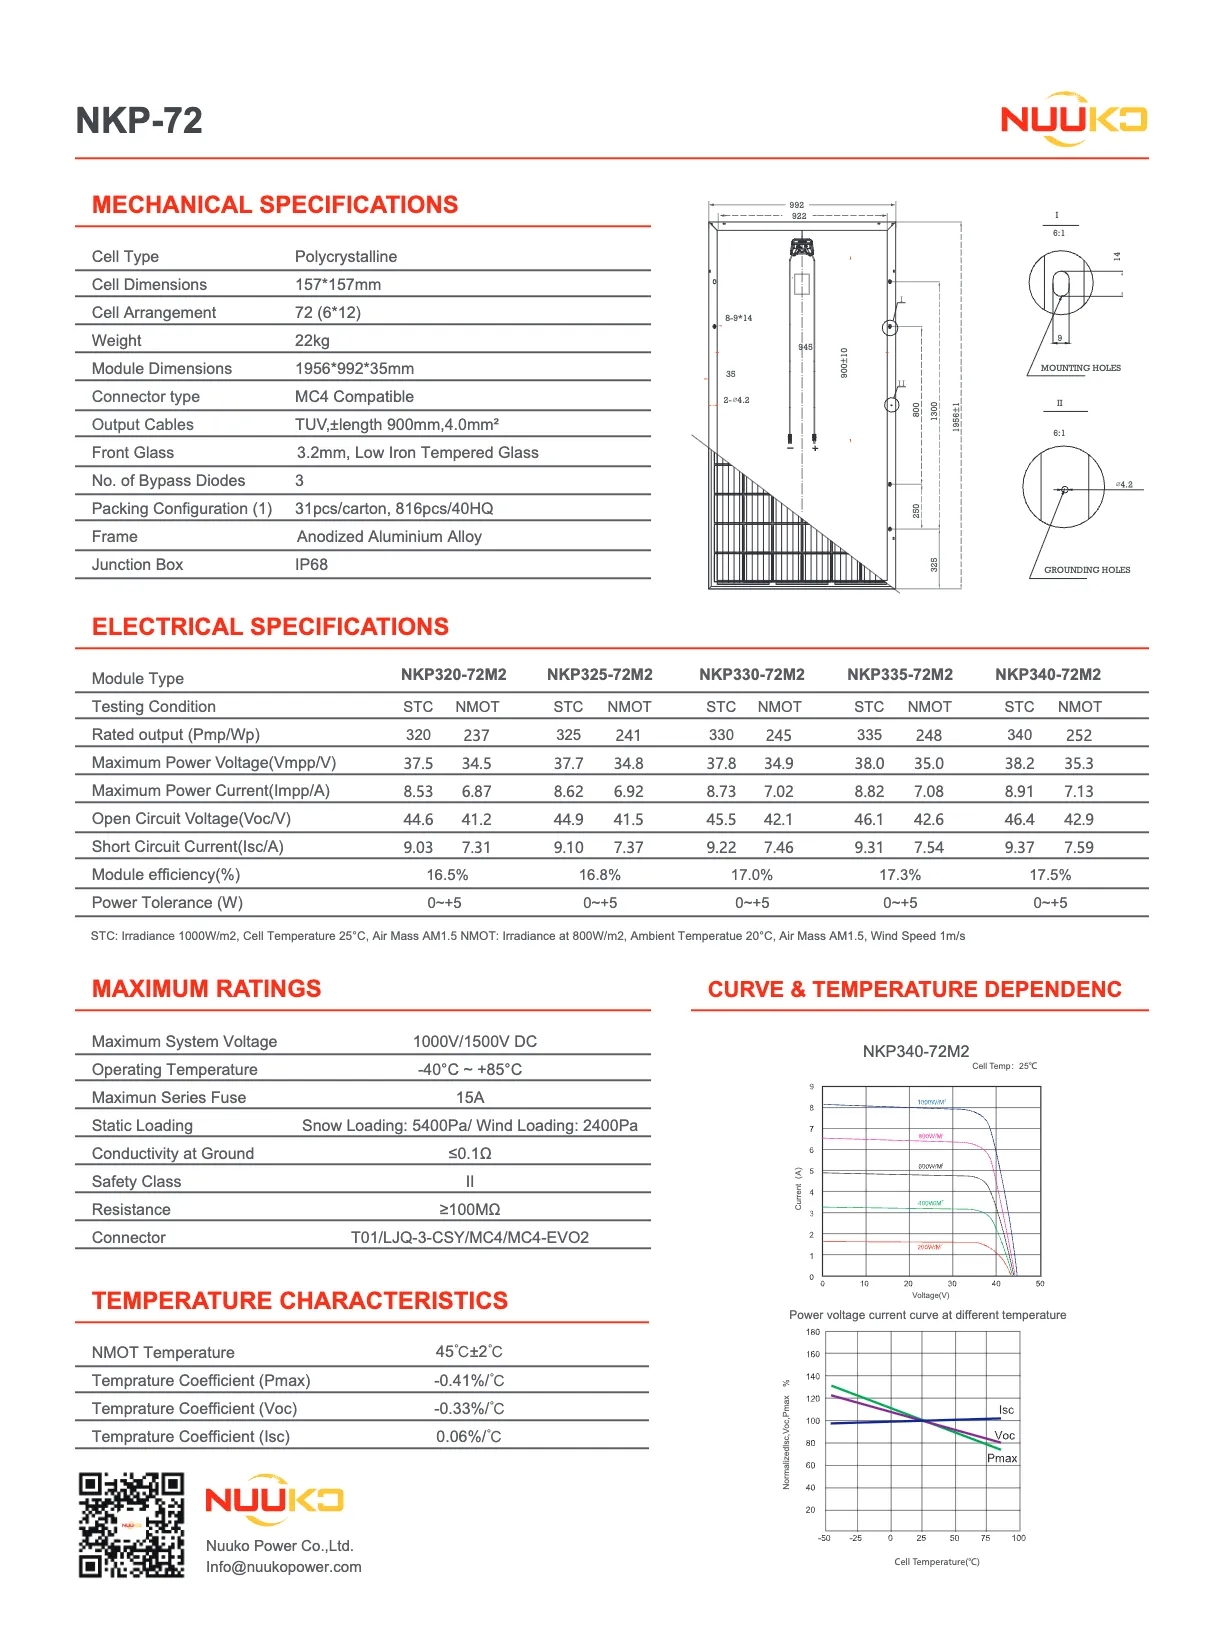 NKP-72
NUUKO
MECHANICAL SPECIFICATIONS
Cell Type Polycrystalline
Cell Dimensions 157*157mm
Cell Arrangement 72 (6*12)
Weight 22kg
Module Dimensions 1956*992*35mm
Connector type MC4 Compatible
Output Cables TUV,±length 900mm,4.0mm²
Front Glass 3.2mm, Low Iron Tempered Glass
No. of Bypass Diodes 3
Packing Configuration (1) 31pcs/carton, 816pcs/40HQ
Frame Anodized Aluminium Alloy
Junction Box IP68
992
922
8-9*14
945
35
2-⌀4.2
900±10
I
II
800
1300
1956±1
250
325
− +
I
6:1
14
9
MOUNTING HOLES
II
6:1
⌀4.2
GROUNDING HOLES
ELECTRICAL SPECIFICATIONS
Module Type NKP320-72M2 NKP325-72M2 NKP330-72M2 NKP335-72M2 NKP340-72M2
Testing Condition STC NMOT STC NMOT STC NMOT STC NMOT STC NMOT
Rated output (Pmp/Wp) 320 237 325 241 330 245 335 248 340 252
Maximum Power Voltage(Vmpp/V) 37.5 34.5 37.7 34.8 37.8 34.9 38.0 35.0 38.2 35.3
Maximum Power Current(Impp/A) 8.53 6.87 8.62 6.92 8.73 7.02 8.82 7.08 8.91 7.13
Open Circuit Voltage(Voc/V) 44.6 41.2 44.9 41.5 45.5 42.1 46.1 42.6 46.4 42.9
Short Circuit Current(Isc/A) 9.03 7.31 9.10 7.37 9.22 7.46 9.31 7.54 9.37 7.59
Module efficiency(%) 16.5% 16.8% 17.0% 17.3% 17.5%
Power Tolerance (W) 0~+5 0~+5 0~+5 0~+5 0~+5
STC: Irradiance 1000W/m2, Cell Temperature 25°C, Air Mass AM1.5 NMOT: Irradiance at 800W/m2, Ambient Temperatue 20°C, Air Mass AM1.5, Wind Speed 1m/s
MAXIMUM RATINGS
Maximum System Voltage 1000V/1500V DC
Operating Temperature -40°C ~ +85°C
Maximun Series Fuse 15A
Static Loading Snow Loading: 5400Pa/ Wind Loading: 2400Pa
Conductivity at Ground ≤0.1Ω
Safety Class II
Resistance ≥100MΩ
Connector T01/LJQ-3-CSY/MC4/MC4-EVO2
TEMPERATURE CHARACTERISTICS
NMOT Temperature 45℃±2℃
Temprature Coefficient (Pmax) -0.41%/℃
Temprature Coefficient (Voc) -0.33%/℃
Temprature Coefficient (Isc) 0.06%/℃
NUUKO
NUUKO
Nuuko Power Co.,Ltd.
Info@nuukopower.com
CURVE & TEMPERATURE DEPENDENC
NKP340-72M2
Cell Temp: 25℃
Current (A)
9
8
7
6
5
4
3
2
1
0
1000W/M²
800W/M²
600W/M²
400W/M²
200W/M²
0 10 20 30 40 50
Voltage(V)
Power voltage current curve at different temperature
NormalizedIsc,Voc,Pmax %
180
160
140
120
100
80
60
40
20
Isc
Voc
Pmax
-50 -25 0 25 50 75 100
Cell Temperature(℃)